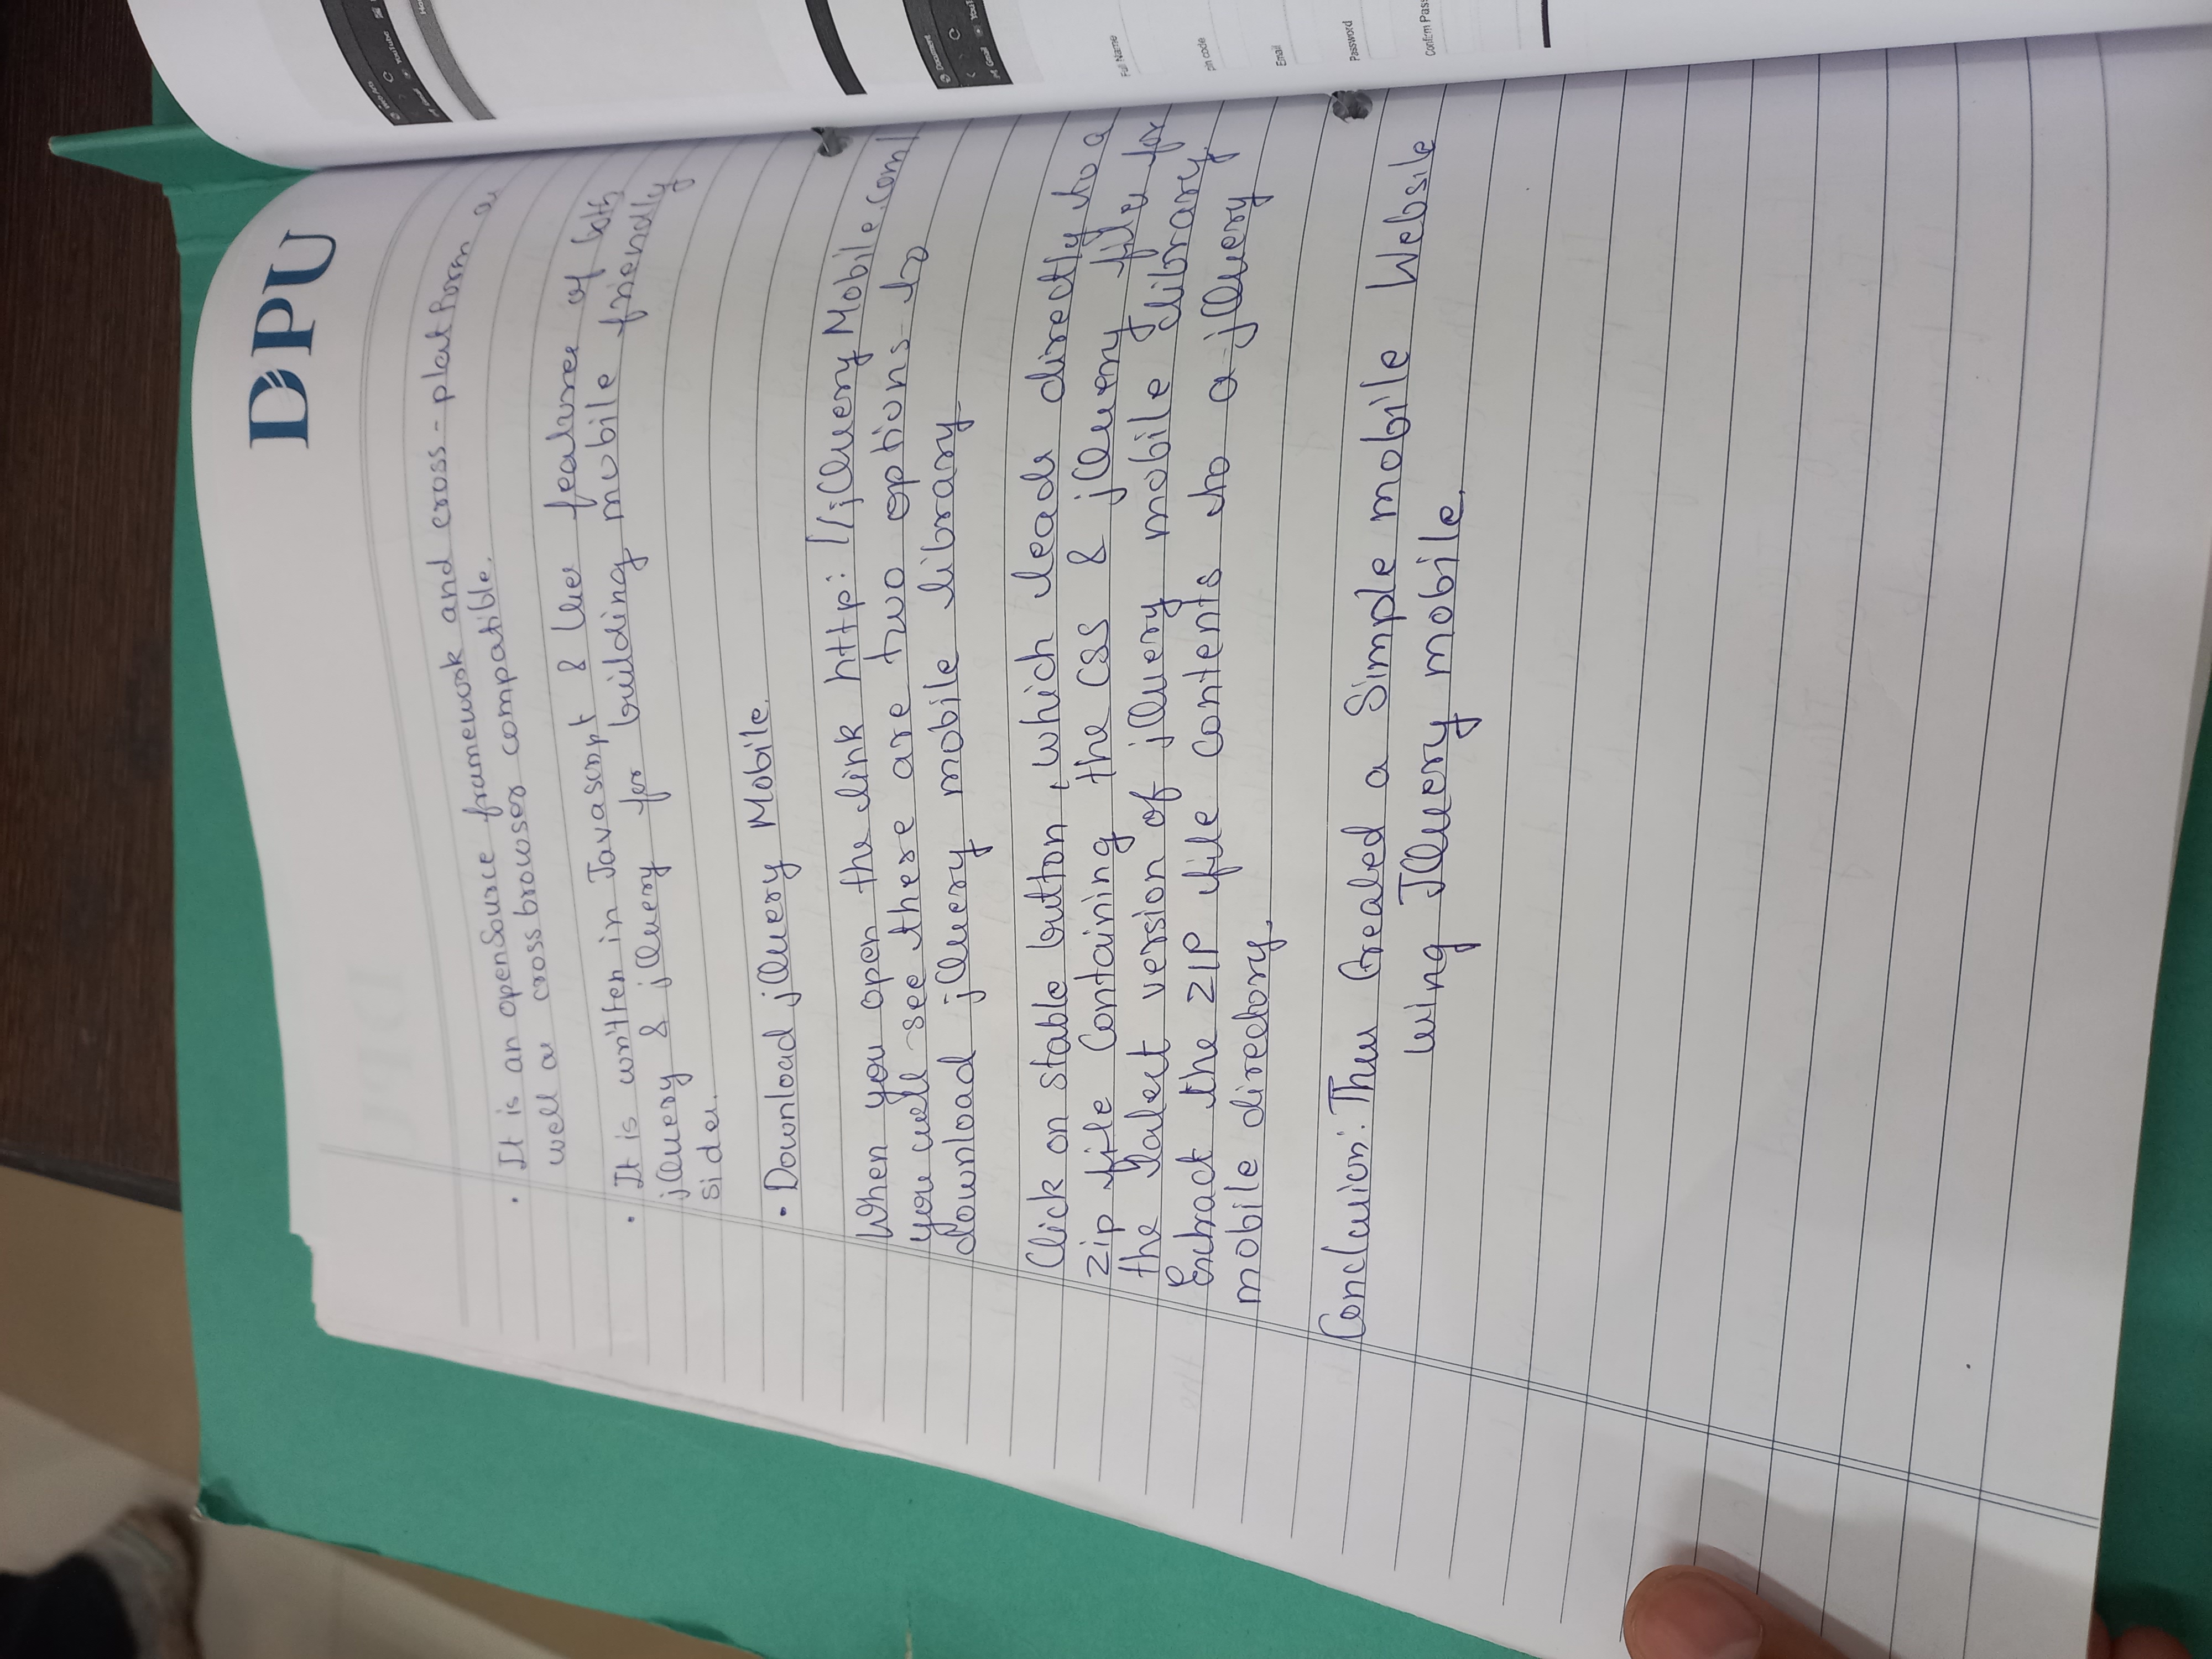 DPU
• It is an openSource framework and cross-platform as
well as cross browser compatible.
• It is written in Javascript & Uses features of both
jQuery & jQuery for building mobile friendly
sides.
• Download jQuery Mobile.
When you open the link http://jQueryMobile.com/
you will see there are two options to
download jQuery mobile library
Click on stable button, which leads directly to a
zip file Containing the CSS & jQuery files for
the latest version of jQuery mobile library.
Extract the ZIP file contents to a jQuery
mobile directory.
Conclusion: Thus Created a Simple mobile Website
using JQuery mobile.
Web Arts
Gmail
YouTube
Document
Gmail
Full Name
pin code
Email
Password
Confirm Pass